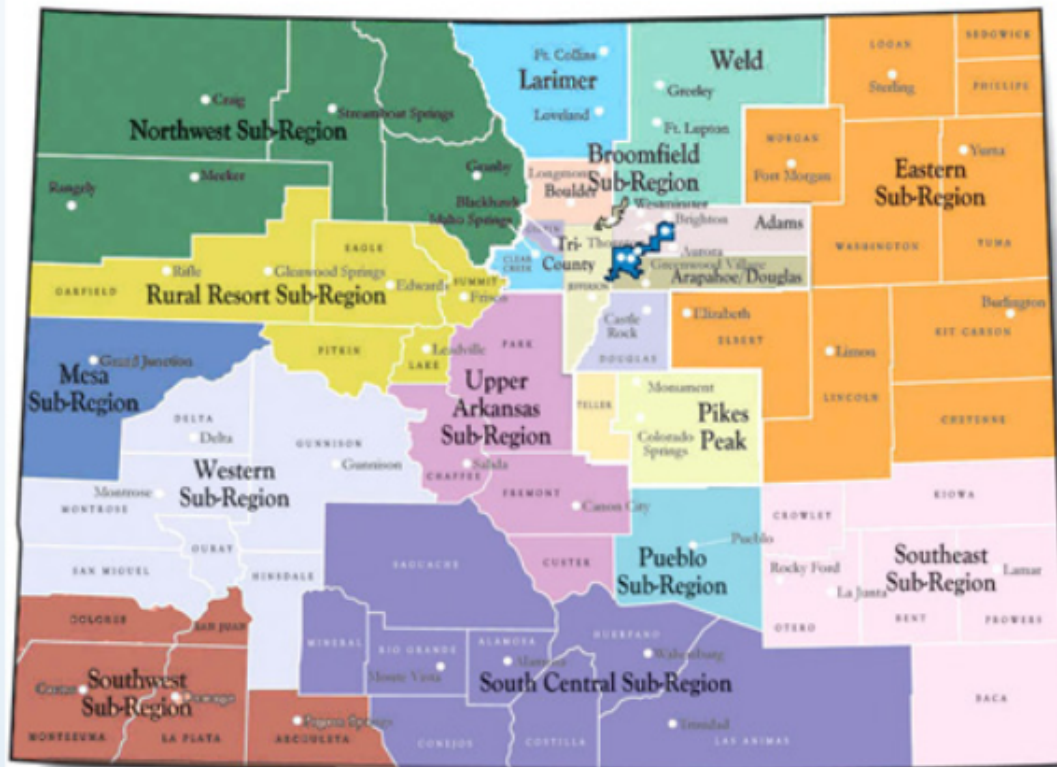 LOGAN
SEDGWICK
PHILLIPS
Ft. Collins
Larimer
Loveland
Weld
Greeley
Ft. Lupton
Sterling
Craig
Steamboat Springs
Northwest Sub-Region
Meeker
Rangely
Granby
MORGAN
Fort Morgan
Yuma
Eastern
Sub-Region
WASHINGTON
YUMA
Broomfield
Sub-Region
Longmont
Boulder
Blackhawk
Idaho Springs
Westminster
Brighton
Adams
Tri-
County
CLEAR
CREEK
Aurora
Greenwood Village
Arapahoe/Douglas
EAGLE
GARFIELD
Rifle
Glenwood Springs
Edwards
SUMMIT
Frisco
Rural Resort Sub-Region
PITKIN
LAKE
Leadville
PARK
Castle
Rock
DOUGLAS
Elizabeth
ELBERT
Limon
LINCOLN
Burlington
KIT CARSON
CHEYENNE
Grand Junction
Mesa
Sub-Region
DELTA
Delta
GUNNISON
Gunnison
Upper
Arkansas
Sub-Region
CHAFFEE
Salida
TELLER
Monument
Pikes
Peak
Colorado
Springs
Western
Sub-Region
Montrose
MONTROSE
OURAY
SAN MIGUEL
HINSDALE
FREMONT
Canon City
CUSTER
Pueblo
Pueblo
Sub-Region
CROWLEY
KIOWA
Rocky Ford
La Junta
OTERO
BENT
Southeast
Sub-Region
Lamar
PROWERS
BACA
SAGUACHE
DOLORES
SAN JUAN
Southwest
Sub-Region
MONTEZUMA
LA PLATA
Pagosa Springs
ARCHULETA
MINERAL
RIO GRANDE
Monte Vista
ALAMOSA
Alamosa
HUERFANO
Walsenburg
South Central Sub-Region
Trinidad
CONEJOS
COSTILLA
LAS ANIMAS